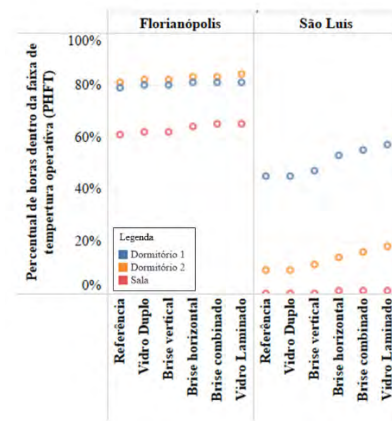 Florianópolis
São Luis
Percentual de horas dentro da faixa de
tempertura operativa (PHFT)
100%
80%
60%
40%
20%
0%
Legenda
Dormitório 1
Dormitório 2
Sala
Referência
Vidro Duplo
Brise vertical
Brise horizontal
Brise combinado
Vidro Laminado
Referência
Vidro Duplo
Brise vertical
Brise horizontal
Brise combinado
Vidro Laminado